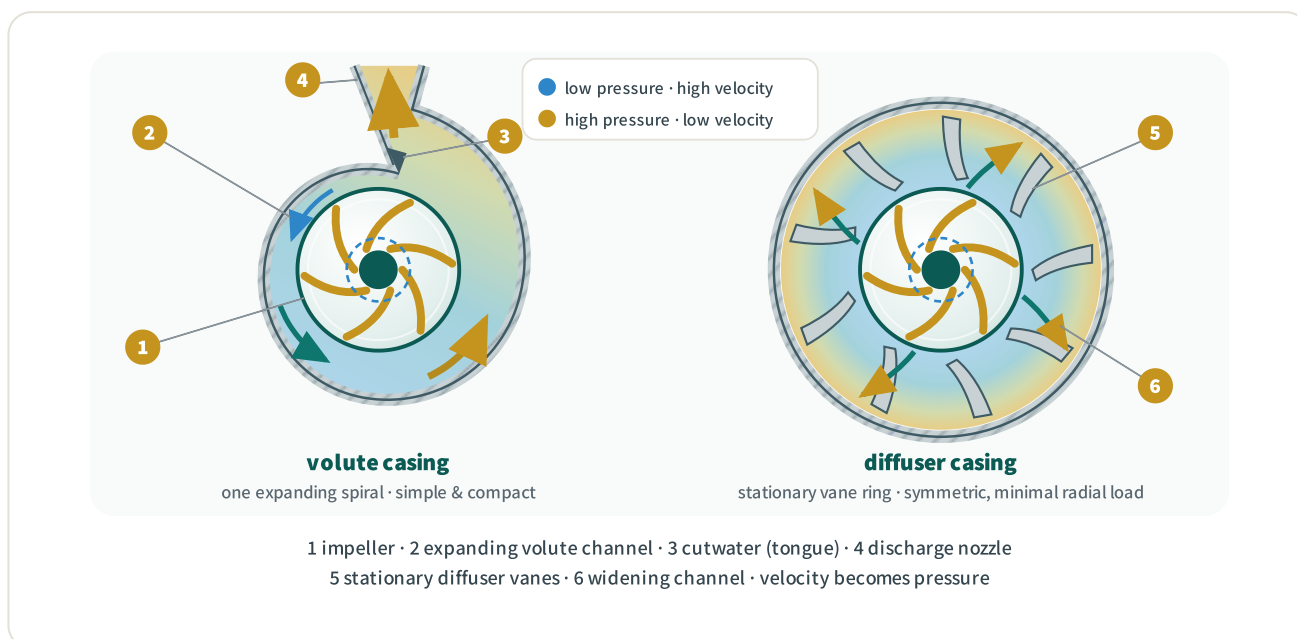 4
low pressure · high velocity
high pressure · low velocity
2
3
5
1
6
volute casing
one expanding spiral · simple & compact
diffuser casing
stationary vane ring · symmetric, minimal radial load
1 impeller · 2 expanding volute channel · 3 cutwater (tongue) · 4 discharge nozzle
5 stationary diffuser vanes · 6 widening channel · velocity becomes pressure